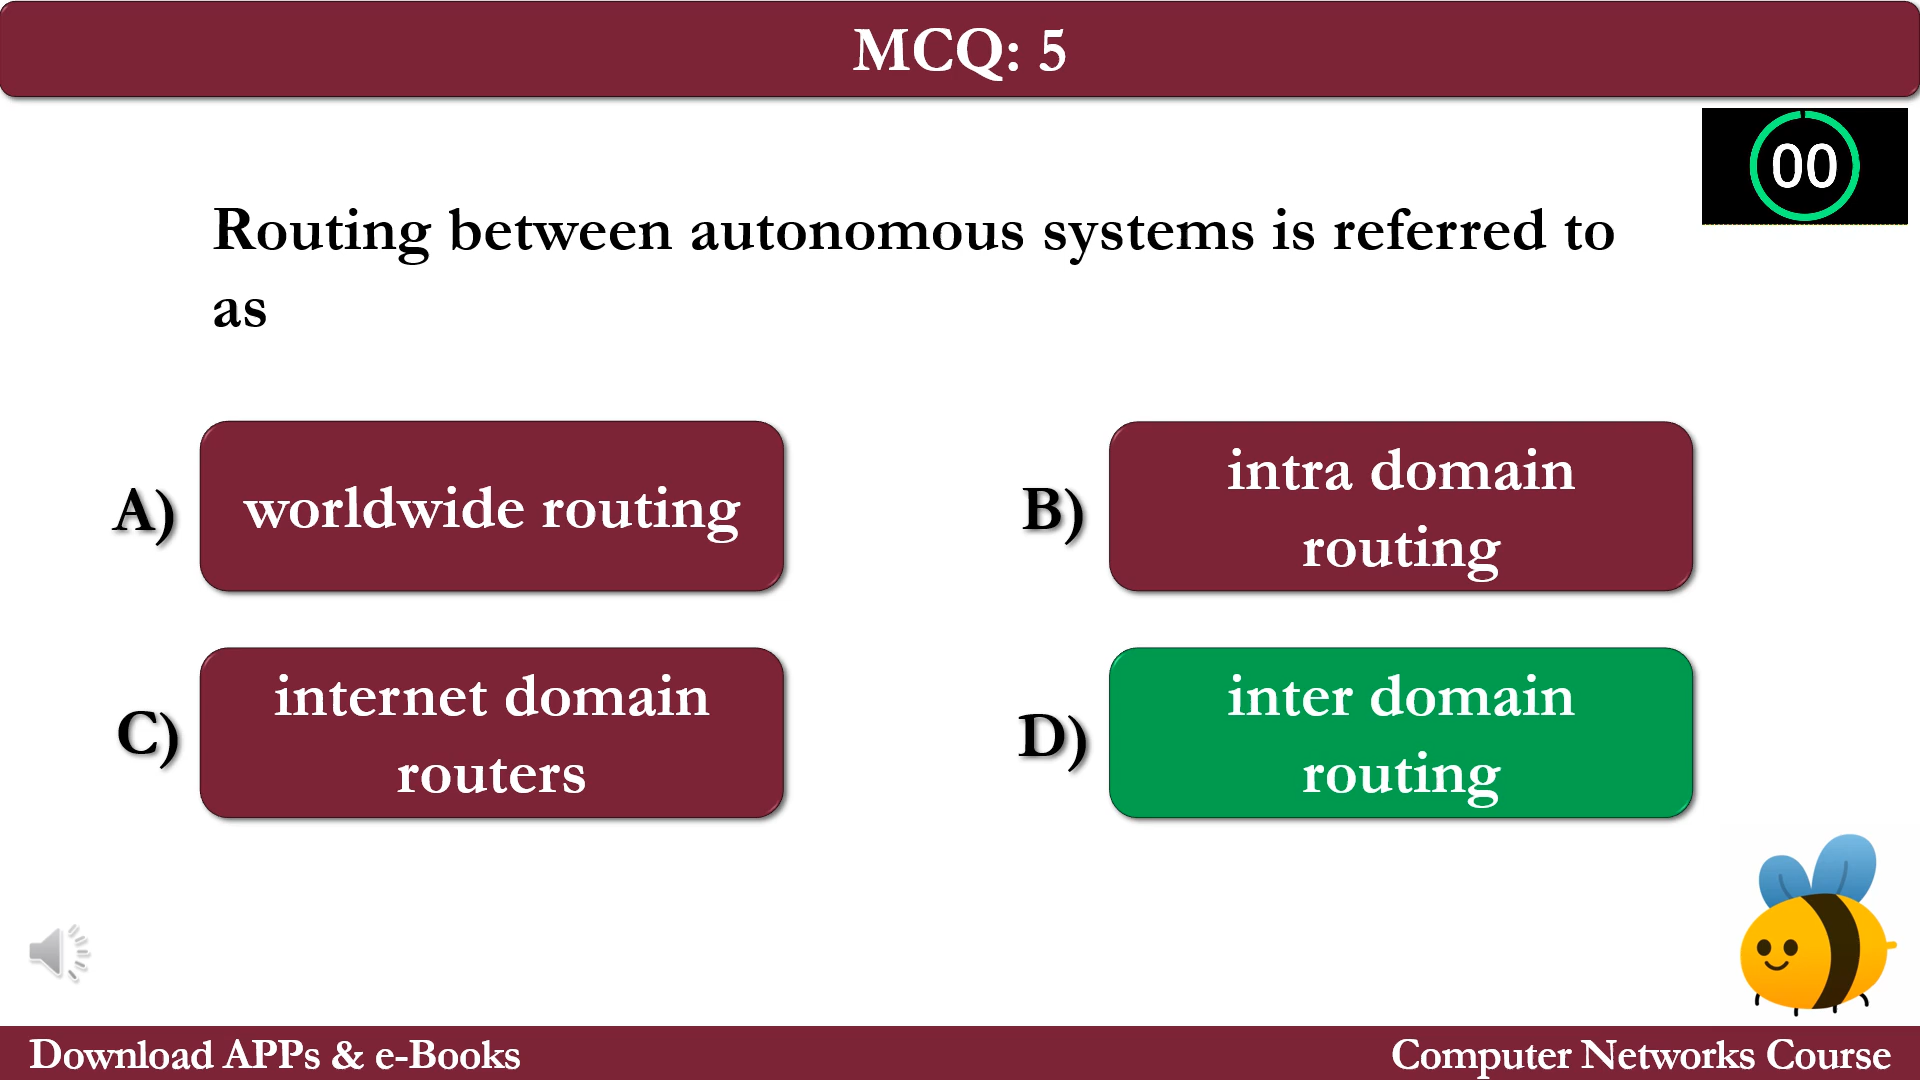 MCQ: 5
00
Routing between autonomous systems is referred to
as
A)
worldwide routing
B)
intra domain
routing
C)
internet domain
routers
D)
inter domain
routing
Download APPs & e-Books
Computer Networks Course